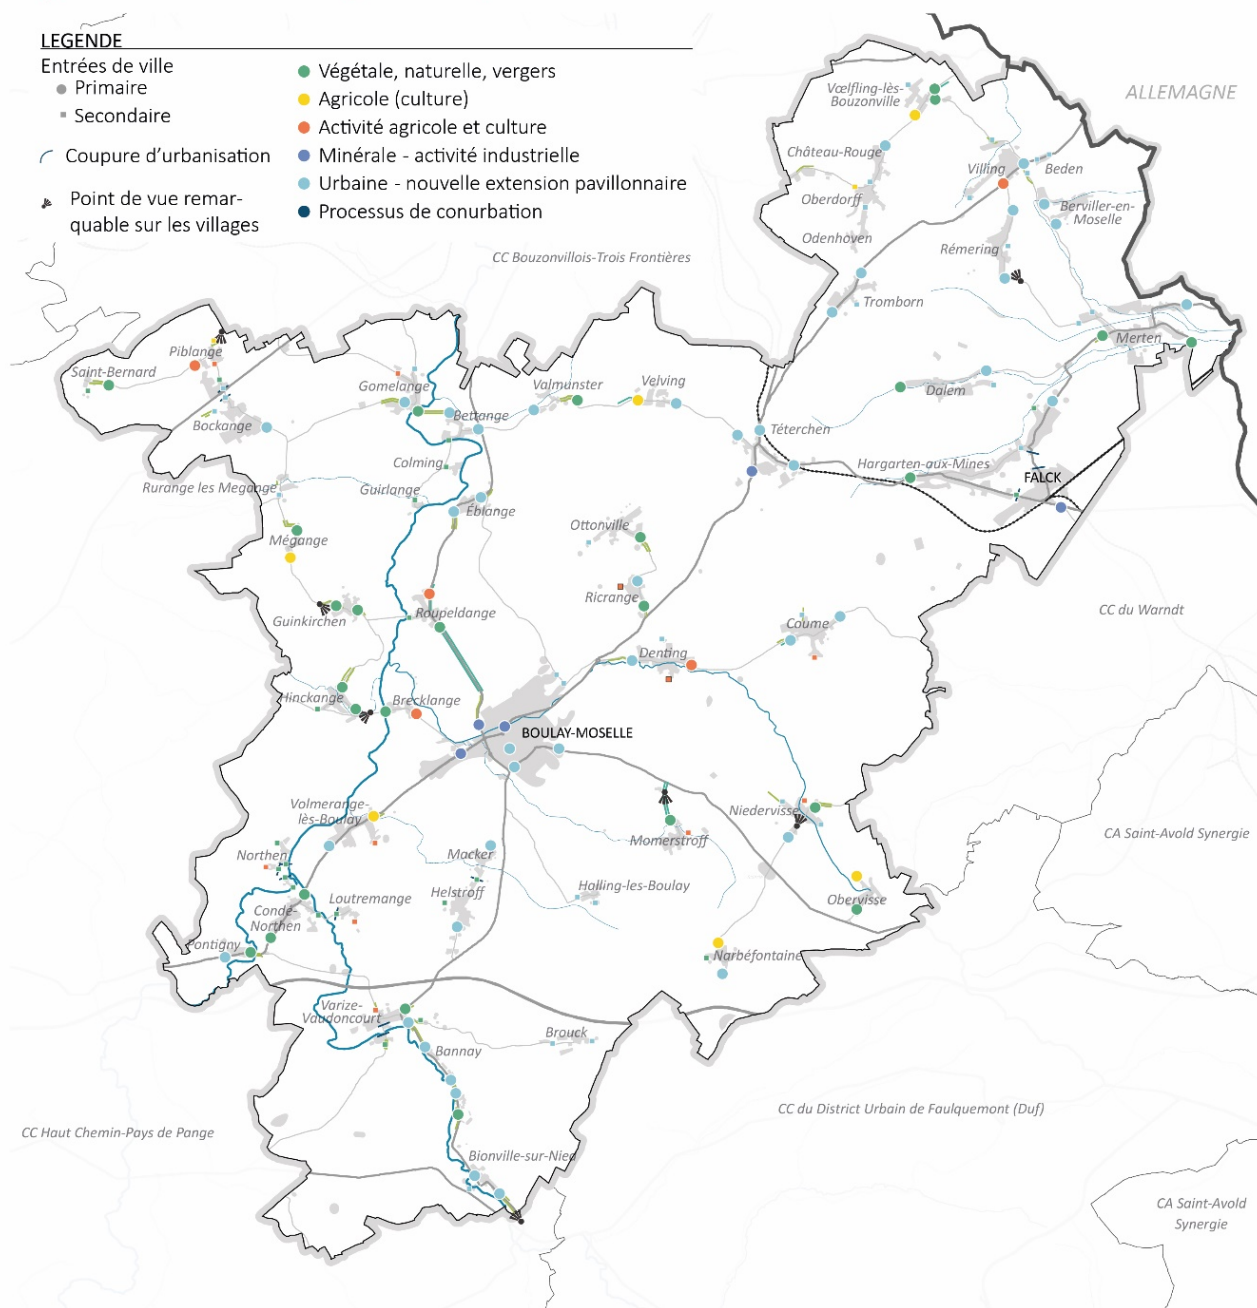 LEGENDE
Entrées de ville
Primaire
Secondaire
Coupure d'urbanisation
Point de vue remar-
quable sur les villages
Végétale, naturelle, vergers
Agricole (culture)
Activité agricole et culture
Minérale - activité industrielle
Urbaine - nouvelle extension pavillonnaire
Processus de conurbation
ALLEMAGNE
Vœlfling-lès-
Bouzonville
Château-Rouge
Villing
Beden
Oberdorff
Berviller-en-
Moselle
Odenhoven
Rémering
CC Bouzonvillois-Trois Frontières
Tromborn
Merten
Piblange
Saint-Bernard
Gomelange
Valmunster
Velving
Dalem
Bettange
Bockange
Téterchen
Colming
Hargarten-aux-Mines
FALCK
Rurange les Megange
Guirlange
Éblange
Ottonville
Mégange
Ricrange
CC du Warndt
Guinkirchen
Roupeldange
Coume
Denting
Hinckange
Brecklange
BOULAY-MOSELLE
Volmerange-
lès-Boulay
Niedervisse
CA Saint-Avold Synergie
Momerstroff
Northen
Macker
Halling-les-Boulay
Helstroff
Loutremange
Obervisse
Condé-
Northen
Pontigny
Narbéfontaine
Varize-
Vaudoncourt
Brouck
Bannay
CC du District Urbain de Faulquemont (Duf)
CC Haut Chemin-Pays de Pange
Bionville-sur-Nied
CA Saint-Avold
Synergie